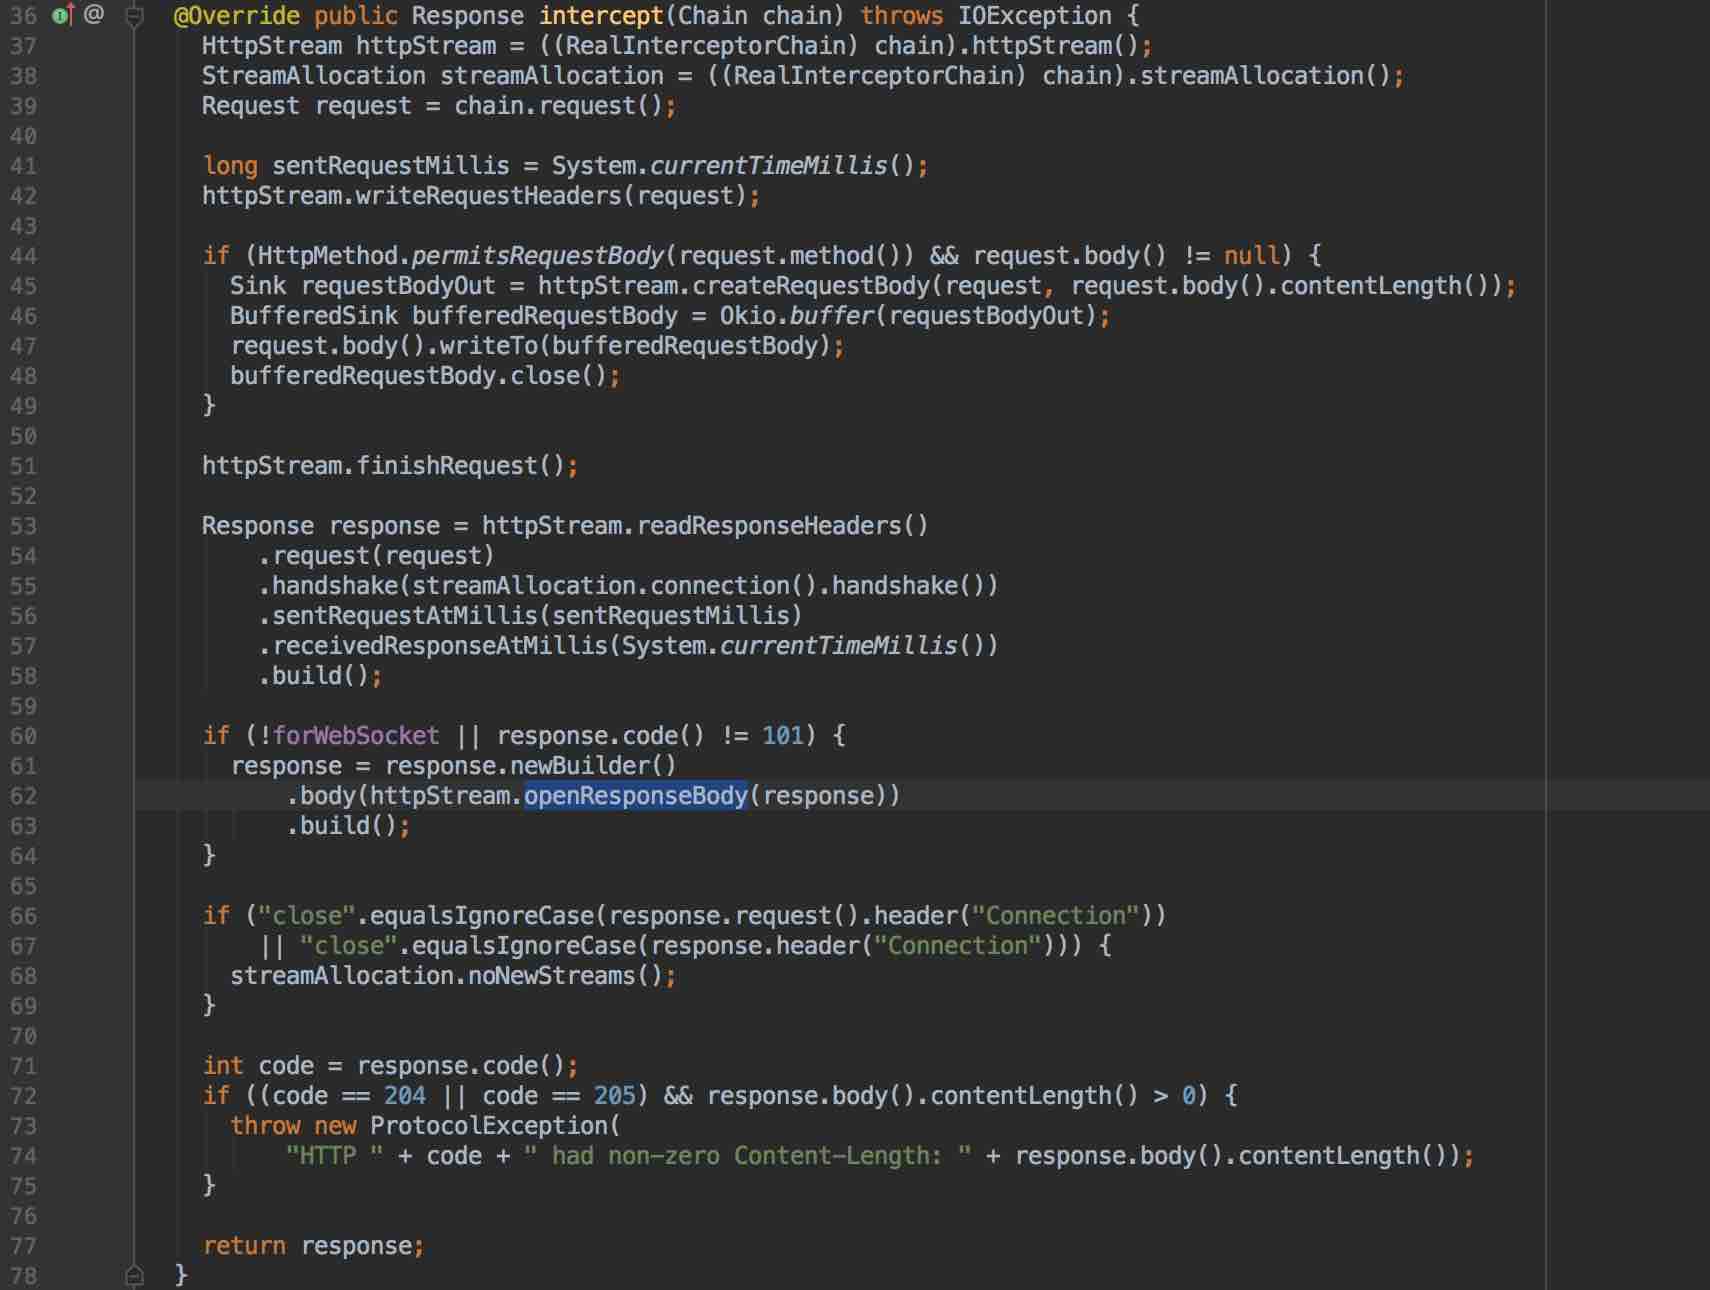 36 @ @Override public Response intercept(Chain chain) throws IOException {
37 HttpStream httpStream = ((RealInterceptorChain) chain).httpStream();
38 StreamAllocation streamAllocation = ((RealInterceptorChain) chain).streamAllocation();
39 Request request = chain.request();
40
41 long sentRequestMillis = System.currentTimeMillis();
42 httpStream.writeRequestHeaders(request);
43
44 if (HttpMethod.permitsRequestBody(request.method()) && request.body() != null) {
45 Sink requestBodyOut = httpStream.createRequestBody(request, request.body().contentLength());
46 BufferedSink bufferedRequestBody = Okio.buffer(requestBodyOut);
47 request.body().writeTo(bufferedRequestBody);
48 bufferedRequestBody.close();
49 }
50
51 httpStream.finishRequest();
52
53 Response response = httpStream.readResponseHeaders()
54 .request(request)
55 .handshake(streamAllocation.connection().handshake())
56 .sentRequestAtMillis(sentRequestMillis)
57 .receivedResponseAtMillis(System.currentTimeMillis())
58 .build();
59
60 if (!forWebSocket || response.code() != 101) {
61 response = response.newBuilder()
62 .body(httpStream.openResponseBody(response))
63 .build();
64 }
65
66 if ("close".equalsIgnoreCase(response.request().header("Connection"))
67 || "close".equalsIgnoreCase(response.header("Connection"))) {
68 streamAllocation.noNewStreams();
69 }
70
71 int code = response.code();
72 if ((code == 204 || code == 205) && response.body().contentLength() > 0) {
73 throw new ProtocolException(
74 "HTTP " + code + " had non-zero Content-Length: " + response.body().contentLength());
75 }
76
77 return response;
78 }